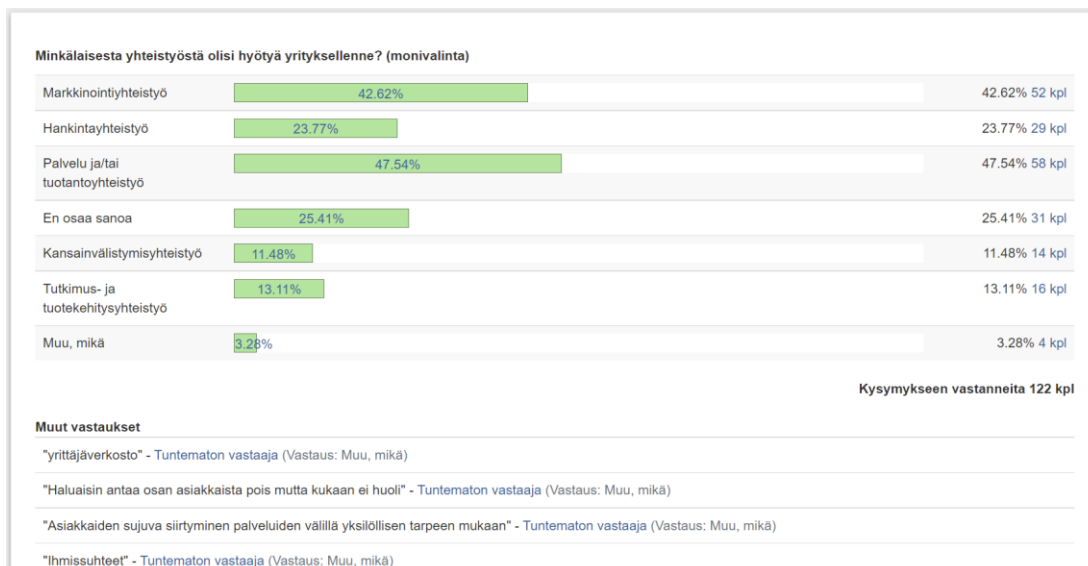 Minkälaisesta yhteistyöstä olisi hyötyä yrityksellenne? (monivalinta)
Markkinointiyhteistyö 42.62% 42.62% 52 kpl
Hankintayhteistyö 23.77% 23.77% 29 kpl
Palvelu ja/tai 47.54% 47.54% 58 kpl
tuotantoyhteistyö
En osaa sanoa 25.41% 25.41% 31 kpl
Kansainvälistymisyhteistyö 11.48% 11.48% 14 kpl
Tutkimus- ja 13.11% 13.11% 16 kpl
tuotekehitysyhteistyö
Muu, mikä 3.28% 3.28% 4 kpl
Kysymykseen vastanneita 122 kpl
Muut vastaukset
"yrittäjäverkosto" - Tuntematon vastaaja (Vastaus: Muu, mikä)
"Haluaisin antaa osan asiakkaista pois mutta kukaan ei huoli" - Tuntematon vastaaja (Vastaus: Muu, mikä)
"Asiakkaiden sujuva siirtyminen palveluiden välillä yksilöllisen tarpeen mukaan" - Tuntematon vastaaja (Vastaus: Muu, mikä)
"Ihmissuhteet" - Tuntematon vastaaja (Vastaus: Muu, mikä)